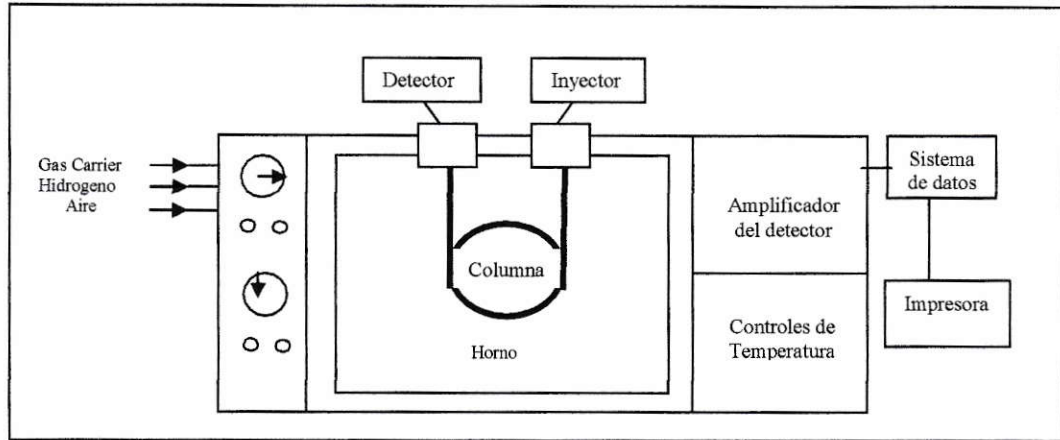 Detector
Inyector
Gas Carrier
Hidrogeno
Aire
Columna
Horno
Amplificador
del detector
Controles de
Temperatura
Sistema
de datos
Impresora